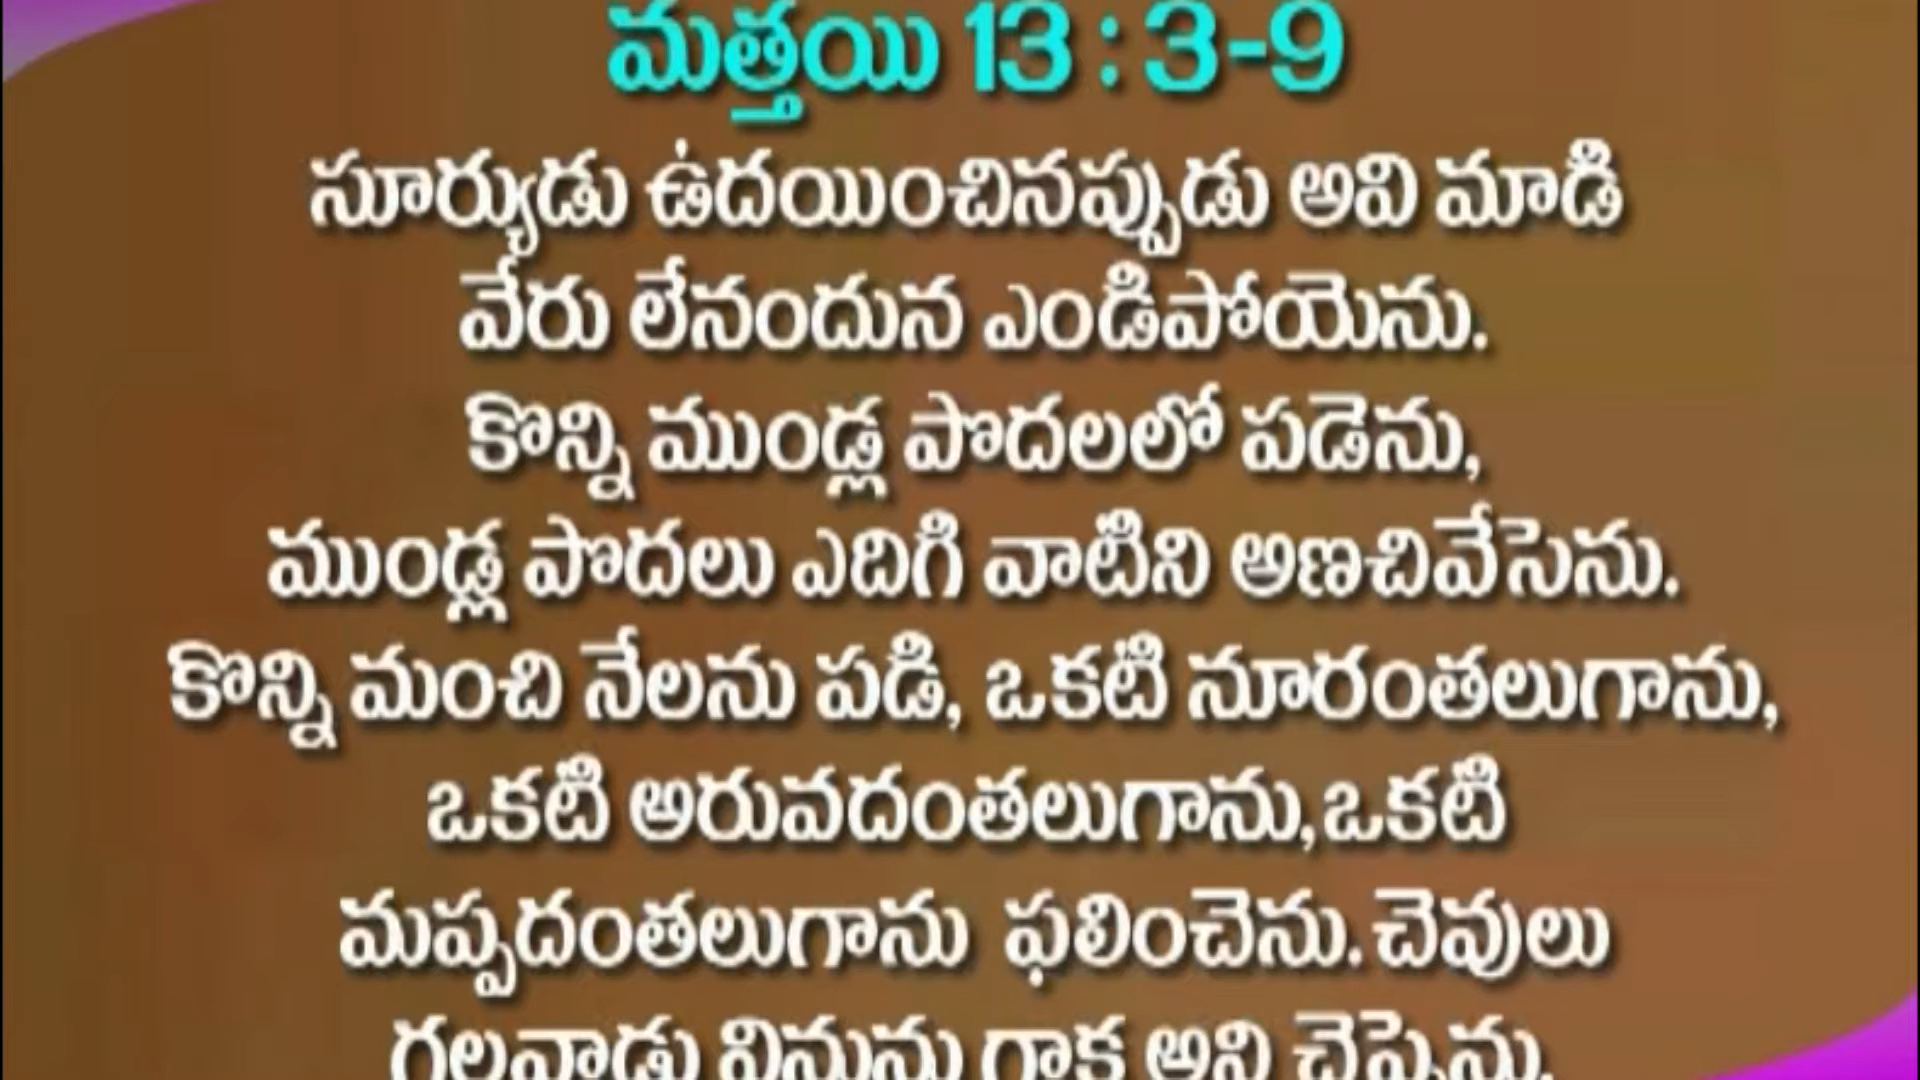 మత్తయి 13 : 3-9
సూర్యుడు ఉదయించినప్పుడు అవి మాడి
వేరు లేనందున ఎండిపోయెను.
కొన్ని ముండ్ల పొదలలో పడెను,
ముండ్ల పొదలు ఎదిగి వాటిని అణచివేసెను.
కొన్ని మంచి నేలను పడి, ఒకటి నూరంతలుగాను,
ఒకటి అరువదంతలుగాను,ఒకటి
మప్పదంతలుగాను ఫలించెను. చెవులు
గలవాడు వినును గాక అని చెప్పెను.